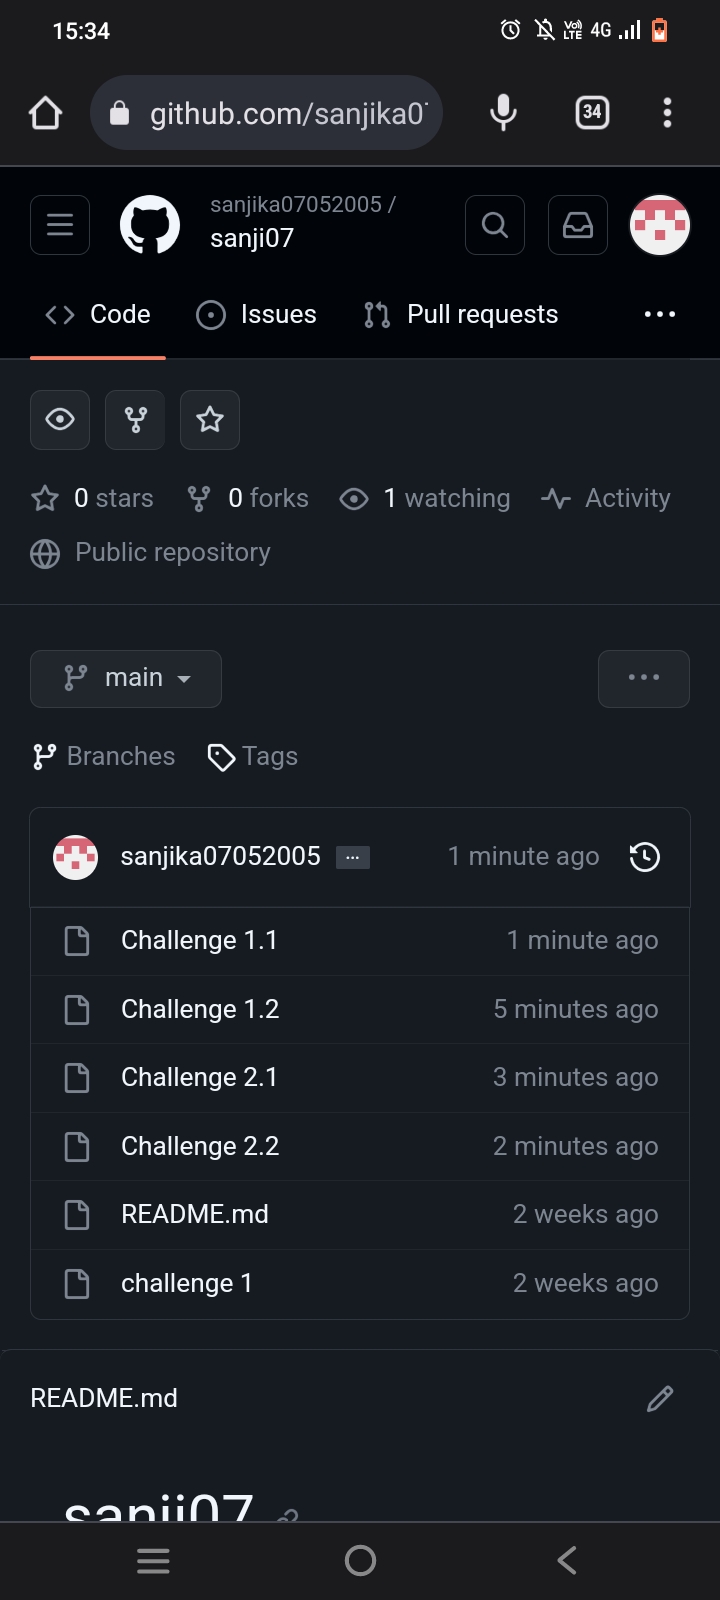 15:34
Vo)) LTE 4G
github.com/sanjika0
34
sanjika07052005 /
sanji07
Code Issues Pull requests ...
0 stars 0 forks 1 watching Activity
Public repository
main ...
Branches Tags
sanjika07052005 ... 1 minute ago
Challenge 1.1 1 minute ago
Challenge 1.2 5 minutes ago
Challenge 2.1 3 minutes ago
Challenge 2.2 2 minutes ago
README.md 2 weeks ago
challenge 1 2 weeks ago
README.md
sanji07